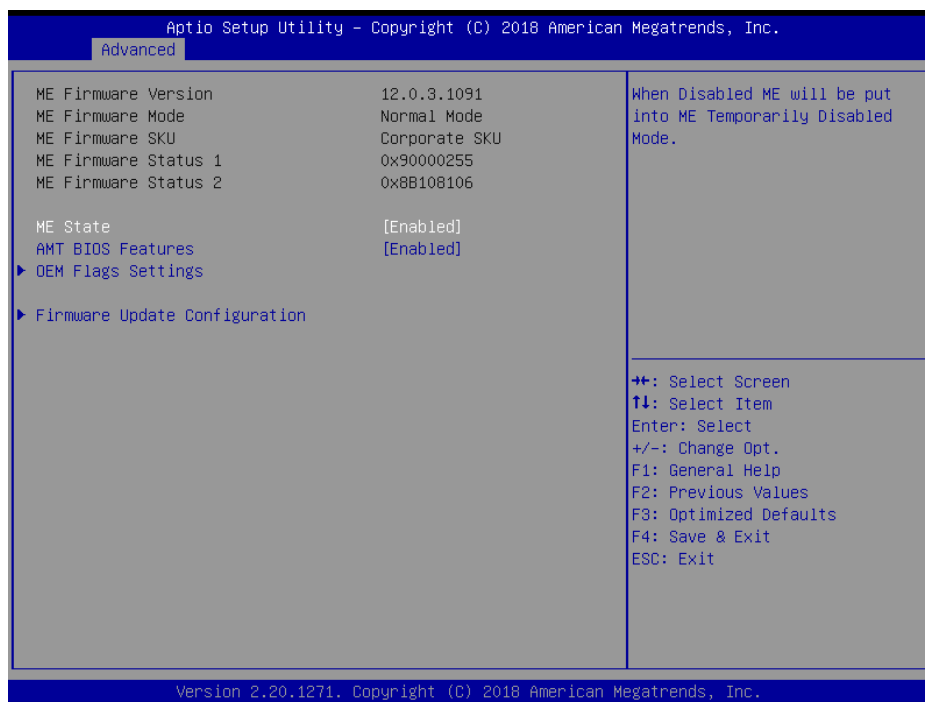 Aptio Setup Utility – Copyright (C) 2018 American Megatrends, Inc.
Advanced
ME Firmware Version 12.0.3.1091
ME Firmware Mode Normal Mode
ME Firmware SKU Corporate SKU
ME Firmware Status 1 0x90000255
ME Firmware Status 2 0x8B108106
ME State [Enabled]
AMT BIOS Features [Enabled]
OEM Flags Settings
Firmware Update Configuration
When Disabled ME will be put
into ME Temporarily Disabled
Mode.
→←: Select Screen
↑↓: Select Item
Enter: Select
+/-: Change Opt.
F1: General Help
F2: Previous Values
F3: Optimized Defaults
F4: Save & Exit
ESC: Exit
Version 2.20.1271. Copyright (C) 2018 American Megatrends, Inc.